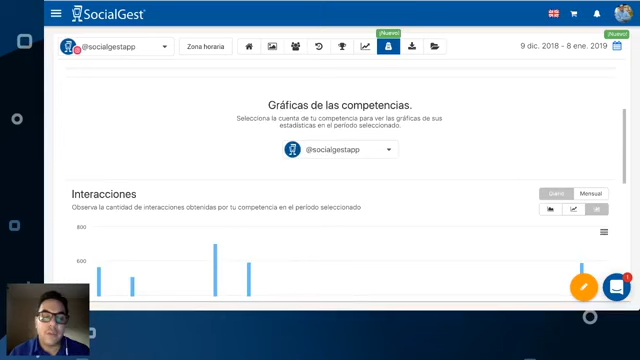 SocialGest
¡Nuevo!
¡Nuevo!
@socialgestapp
Zona horaria
9 dic. 2018 - 8 ene. 2019
Gráficas de las competencias.
Selecciona la cuenta de tu competencia para ver las gráficas de sus
estadísticas en el período seleccionado.
@socialgestapp
Interacciones
Diario
Mensual
Observa la cantidad de interacciones obtenidas por tu competencia en el período seleccionado
800
600
1